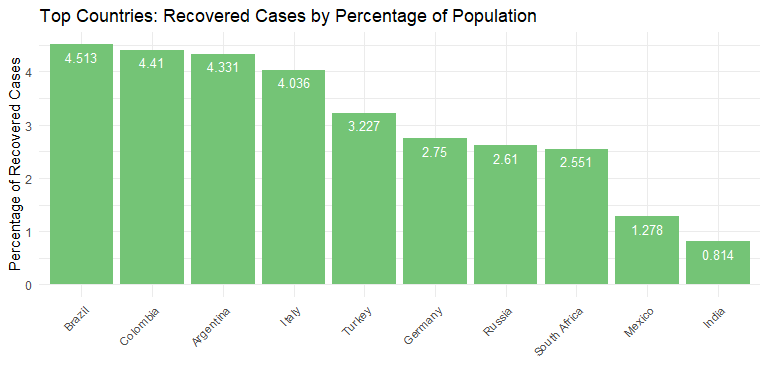 Top Countries: Recovered Cases by Percentage of Population
Percentage of Recovered Cases
4
3
2
1
0
4.513
4.41
4.331
4.036
3.227
2.75
2.61
2.551
1.278
0.814
Brazil
Colombia
Argentina
Italy
Turkey
Germany
Russia
South Africa
Mexico
India